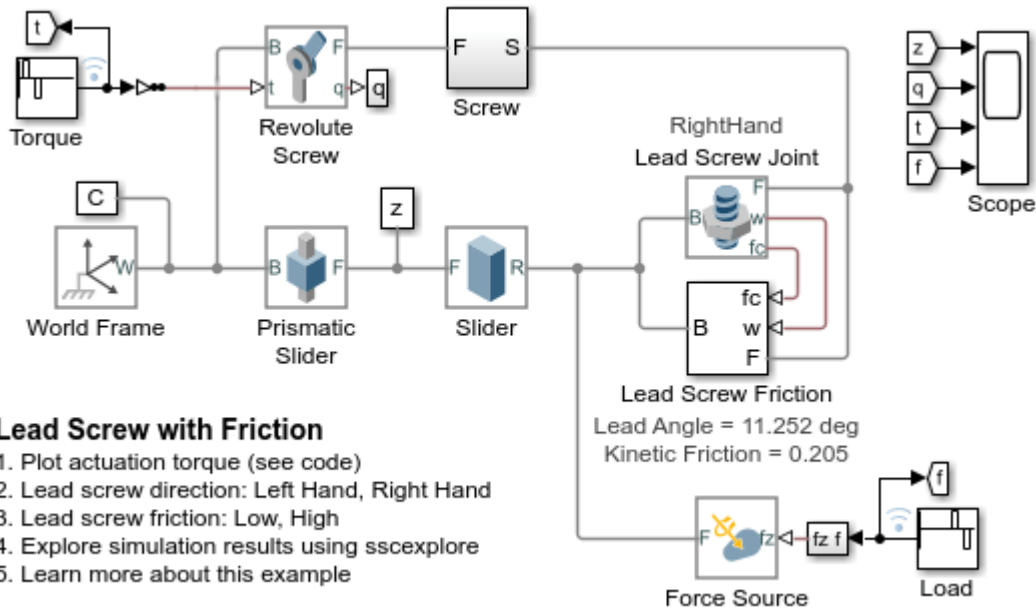 t
Torque
B
F
t
q
q
Revolute
Screw
F
S
Screw
RightHand
Lead Screw Joint
B
F
w
fc
z
q
t
f
Scope
C
W
World Frame
B
F
Prismatic
Slider
z
F
R
Slider
fc
B
w
F
Lead Screw Friction
Lead Angle = 11.252 deg
Kinetic Friction = 0.205
Lead Screw with Friction
1. Plot actuation torque (see code)
2. Lead screw direction: Left Hand, Right Hand
3. Lead screw friction: Low, High
4. Explore simulation results using sscexplore
5. Learn more about this example
F
fz
Force Source
fz f
f
Load